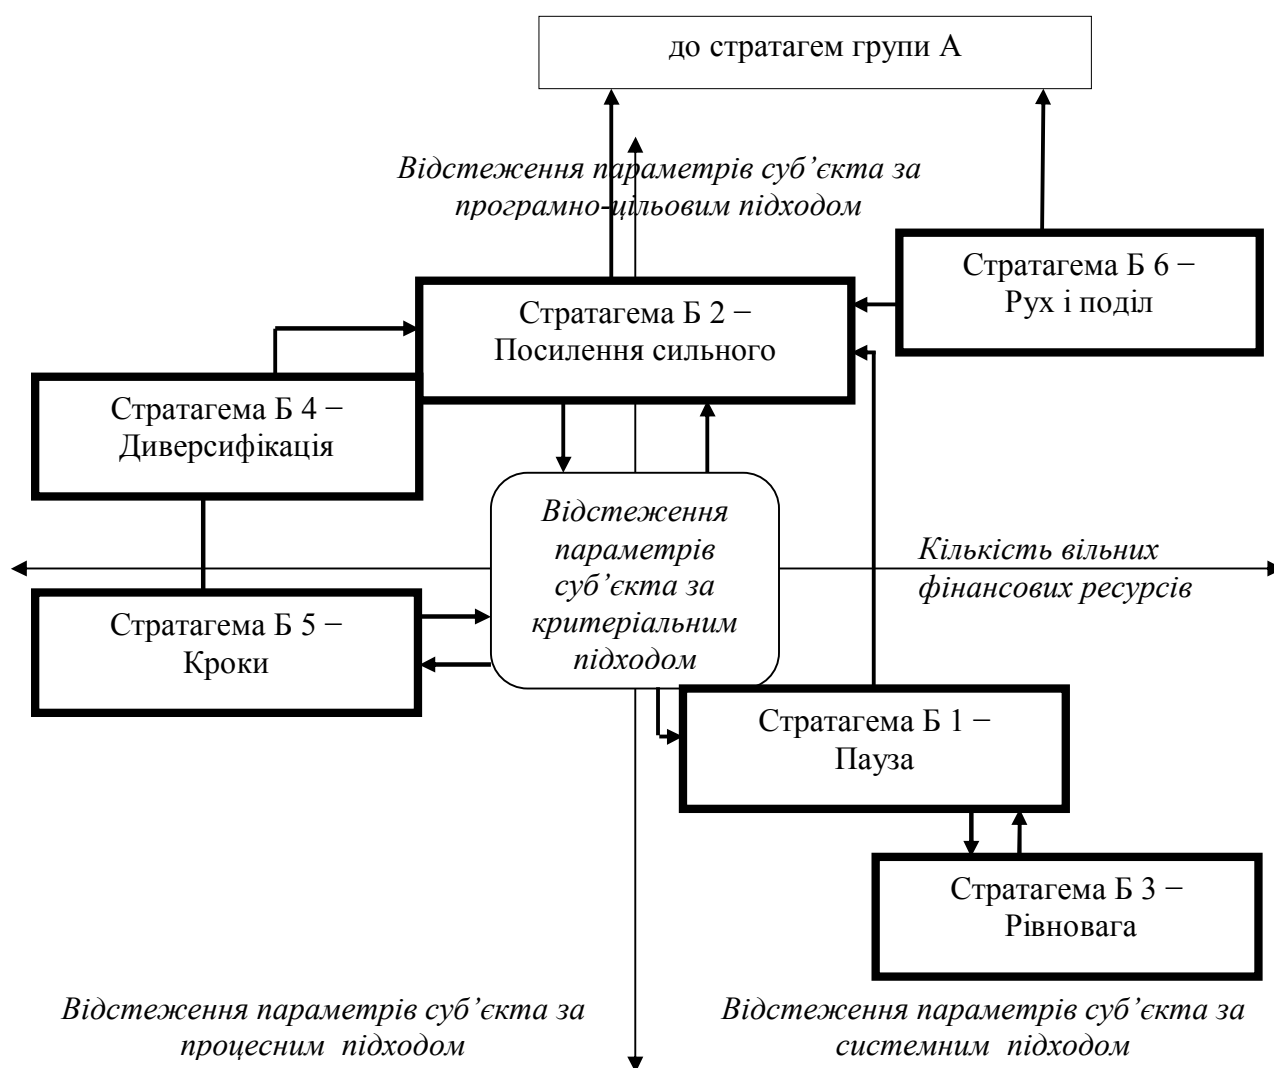 до стратагем групи А
Відстеження параметрів суб’єкта за
програмно-цільовим підходом
Стратагема Б 6 −
Рух і поділ
Стратагема Б 2 −
Посилення сильного
Стратагема Б 4 −
Диверсифікація
Відстеження
параметрів
суб’єкта за
критеріальним
підходом
Кількість вільних
фінансових ресурсів
Стратагема Б 5 −
Кроки
Стратагема Б 1 −
Пауза
Стратагема Б 3 −
Рівновага
Відстеження параметрів суб’єкта за
процесним підходом
Відстеження параметрів суб’єкта за
системним підходом